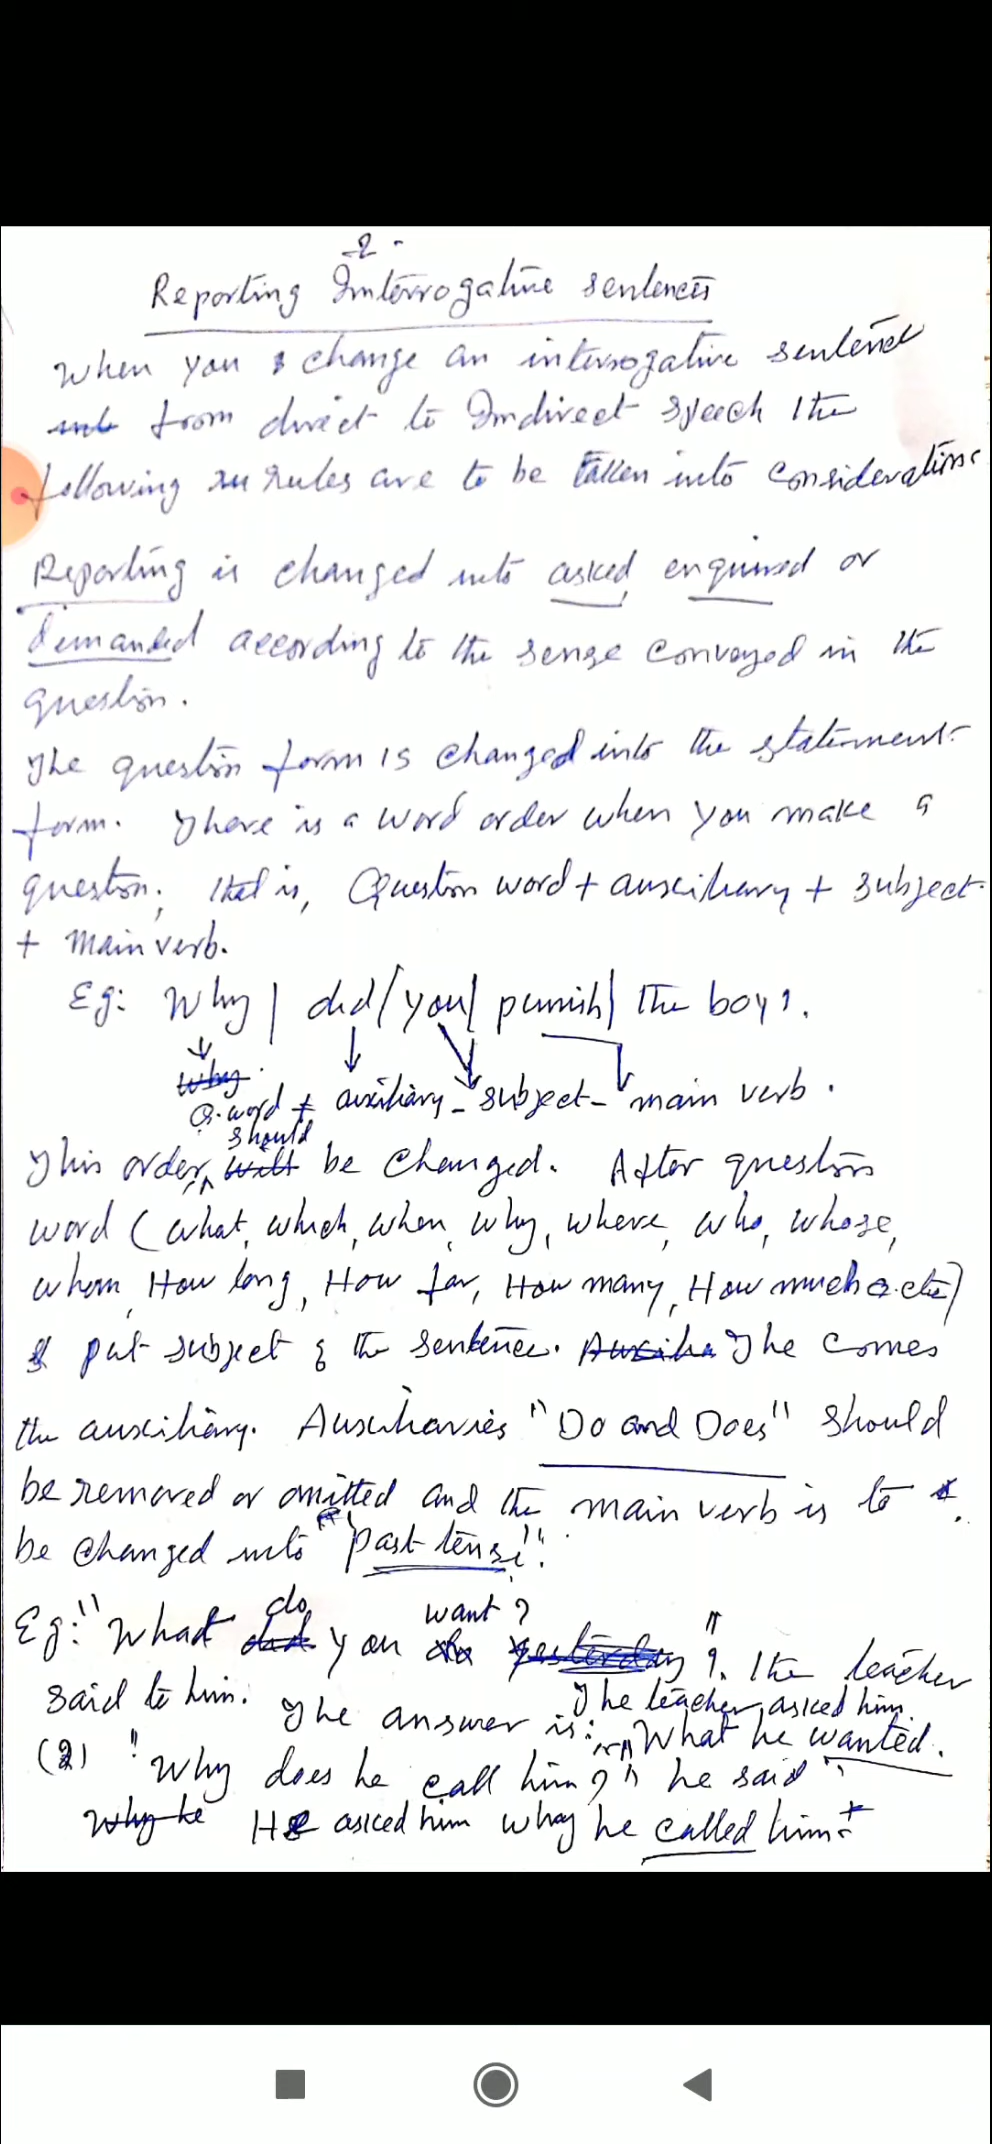 2.
Reporting Interrogative sentences
When you change an interrogative sentence
from direct to Indirect speech the
following rules are to be taken into consideration.
Reporting is changed into asked, enquired or
demanded according to the sense conveyed in the
question.
The question form is changed into the statement
form. There is a word order when you make a
question; that is, Question word + auxiliary + subject
+ main verb.
Eg: Why | did / you | punish | the boy?
Why
Q. word + auxiliary - subject - main verb.
should
This order will be changed. After question
word (what, which, when, why, where, who, whose,
whom, How long, How far, How many, How much
put subject of the sentence. The comes
the auxiliary. Auxiliaries "Do and Does" should
be removed or omitted and the main verb is to
be changed into "past tense".
do want?
Eg: "What did you yesterday?" the teacher
said to him. The teacher asked him
The answer is: What he wanted.
(2) "Why does he call him?" he said
Why he He asked him why he called him.